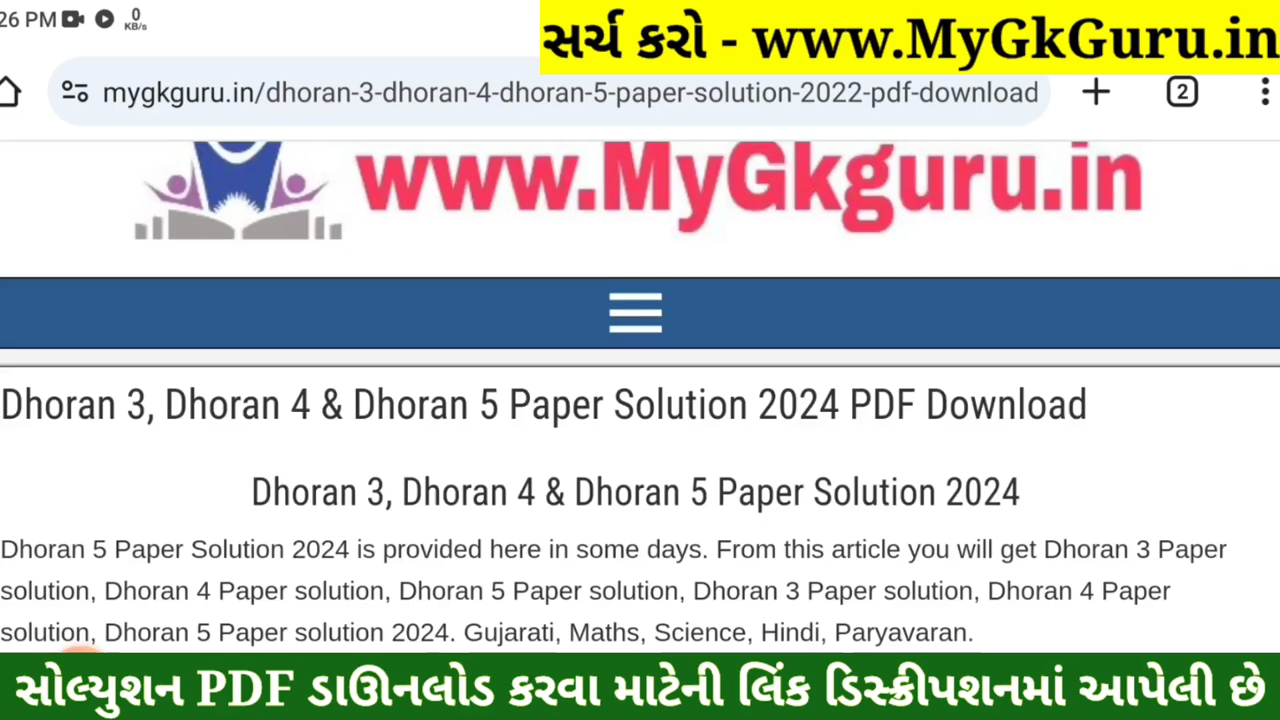 26 PM 0 KB/s
સર્ચ કરો - www.MyGkGuru.in
mygkguru.in/dhoran-3-dhoran-4-dhoran-5-paper-solution-2022-pdf-download 2
www.MyGkguru.in
Dhoran 3, Dhoran 4 & Dhoran 5 Paper Solution 2024 PDF Download
Dhoran 3, Dhoran 4 & Dhoran 5 Paper Solution 2024
Dhoran 5 Paper Solution 2024 is provided here in some days. From this article you will get Dhoran 3 Paper
solution, Dhoran 4 Paper solution, Dhoran 5 Paper solution, Dhoran 3 Paper solution, Dhoran 4 Paper
solution, Dhoran 5 Paper solution 2024. Gujarati, Maths, Science, Hindi, Paryavaran.
સોલ્યુશન PDF ડાઊનલોડ કરવા માટેની લિંક ડિસ્ક્રીપશનમાં આપેલી છે